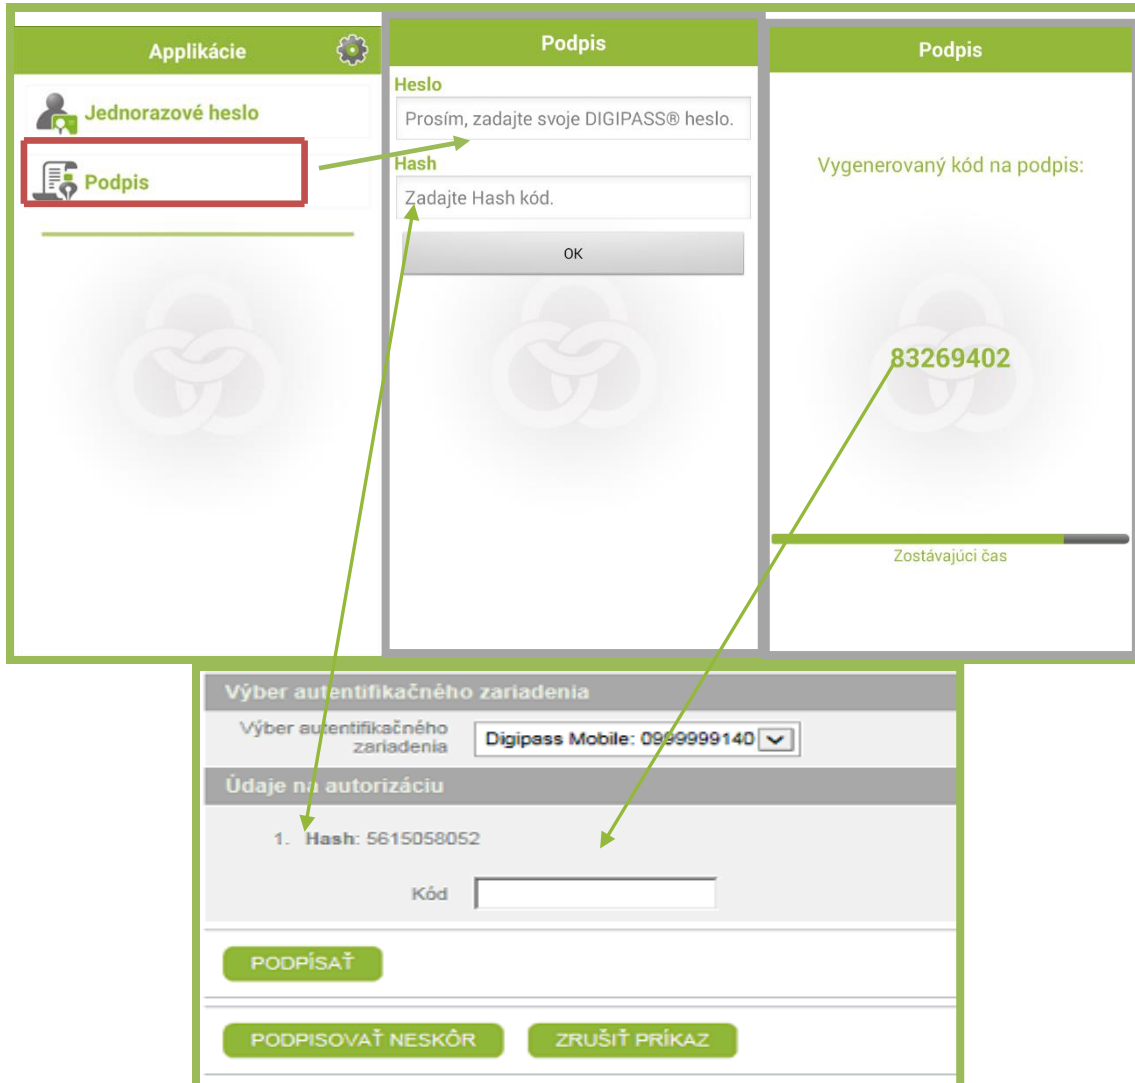 Applikácie
Jednorazové heslo
Podpis
Podpis
Heslo
Prosím, zadajte svoje DIGIPASS® heslo.
Hash
Zadajte Hash kód.
OK
Podpis
Vygenerovaný kód na podpis:
83269402
Zostávajúci čas
Výber autentifikačného zariadenia
Výber autentifikačného
zariadenia
Digipass Mobile: 0999999140
Údaje na autorizáciu
1. Hash: 5615058052
Kód
PODPÍSAŤ
PODPISOVAŤ NESKÔR
ZRUŠIŤ PRÍKAZ